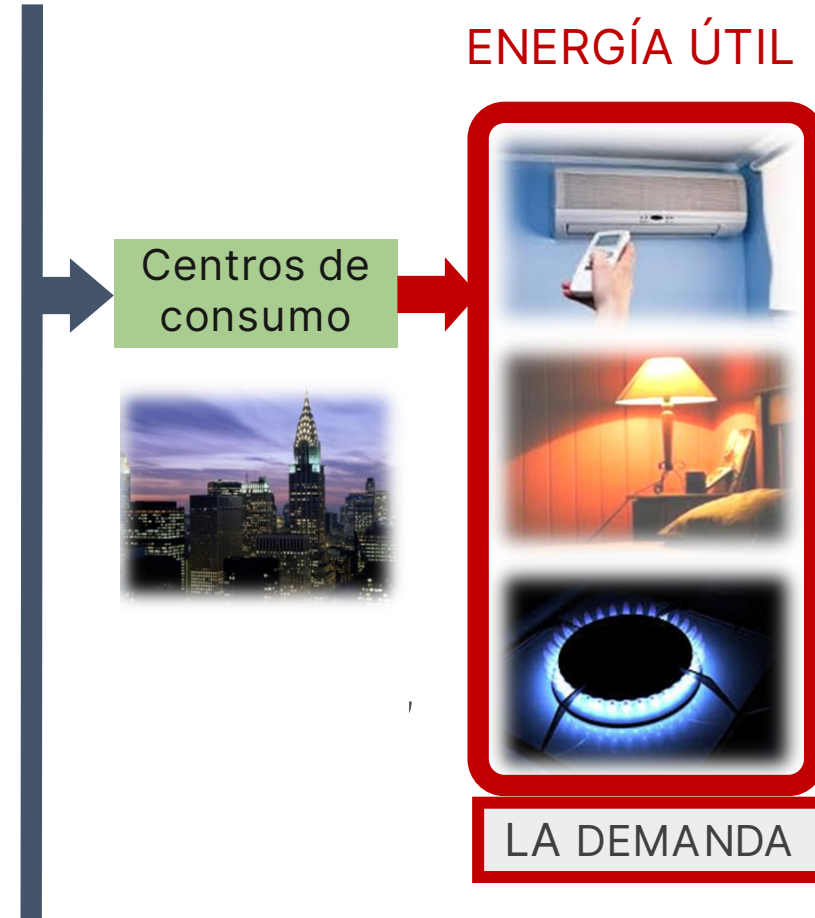 ENERGÍA ÚTIL
Centros de
consumo
,
LA DEMANDA